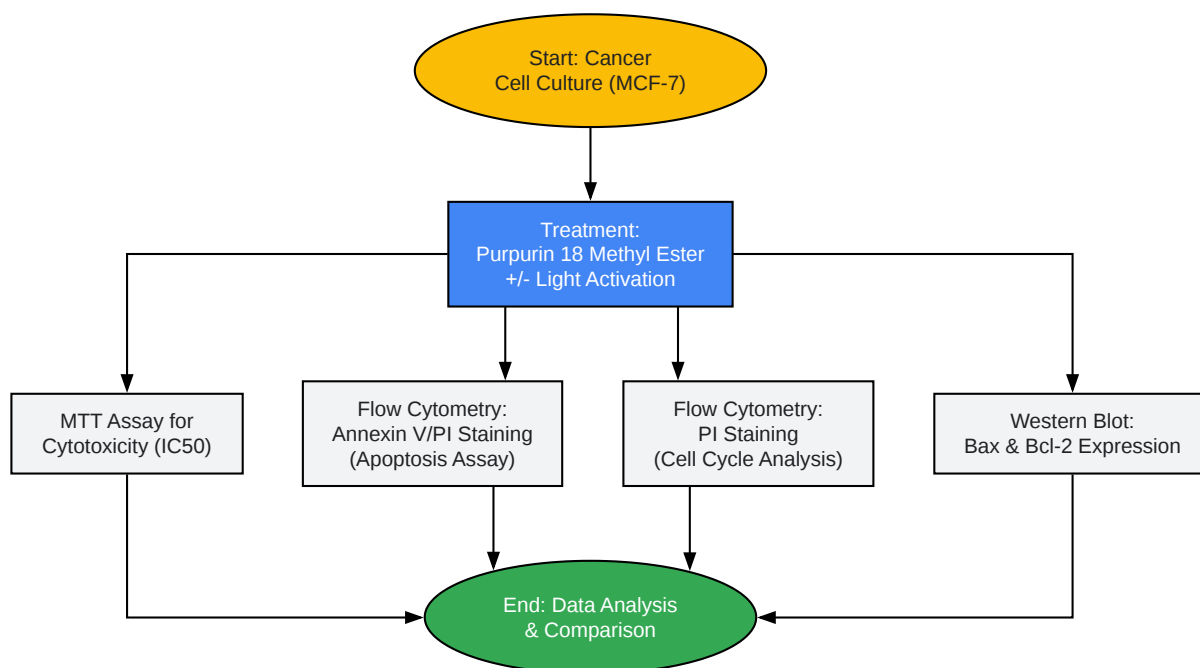 Start: Cancer
Cell Culture (MCF-7)
Treatment:
Purpurin 18 Methyl Ester
+/- Light Activation
MTT Assay for
Cytotoxicity (IC50)
Flow Cytometry:
Annexin V/PI Staining
(Apoptosis Assay)
Flow Cytometry:
PI Staining
(Cell Cycle Analysis)
Western Blot:
Bax & Bcl-2 Expression
End: Data Analysis
& Comparison